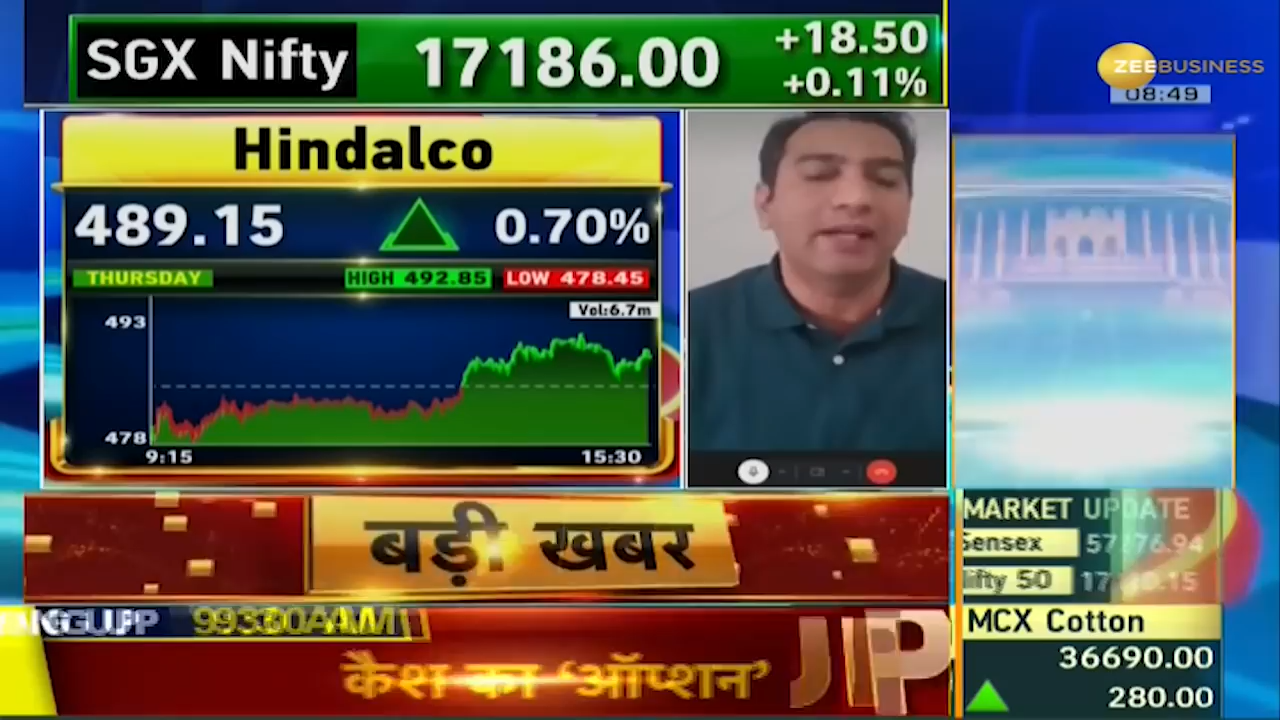 SGX Nifty
17186.00
+18.50
+0.11%
ZEEBUSINESS
08:49
Hindalco
489.15
0.70%
THURSDAY
HIGH 492.85
LOW 478.45
Vol:6.7m
493
478
9:15
15:30
बड़ी खबर
कैश का 'ऑप्शन'
MARKET UPDATE
Sensex
Nifty 50
MCX Cotton
36690.00
280.00